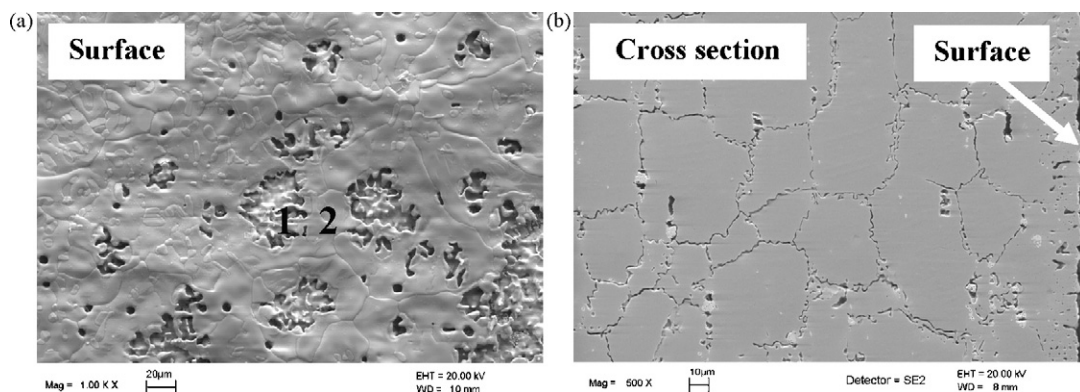 (a)
Surface
1 2
Mag = 1.00 K X
20µm
EHT = 20.00 kV
WD = 10 mm
(b)
Cross section
Surface
Mag = 500 X
10µm
Detector = SE2
EHT = 20.00 kV
WD = 8 mm